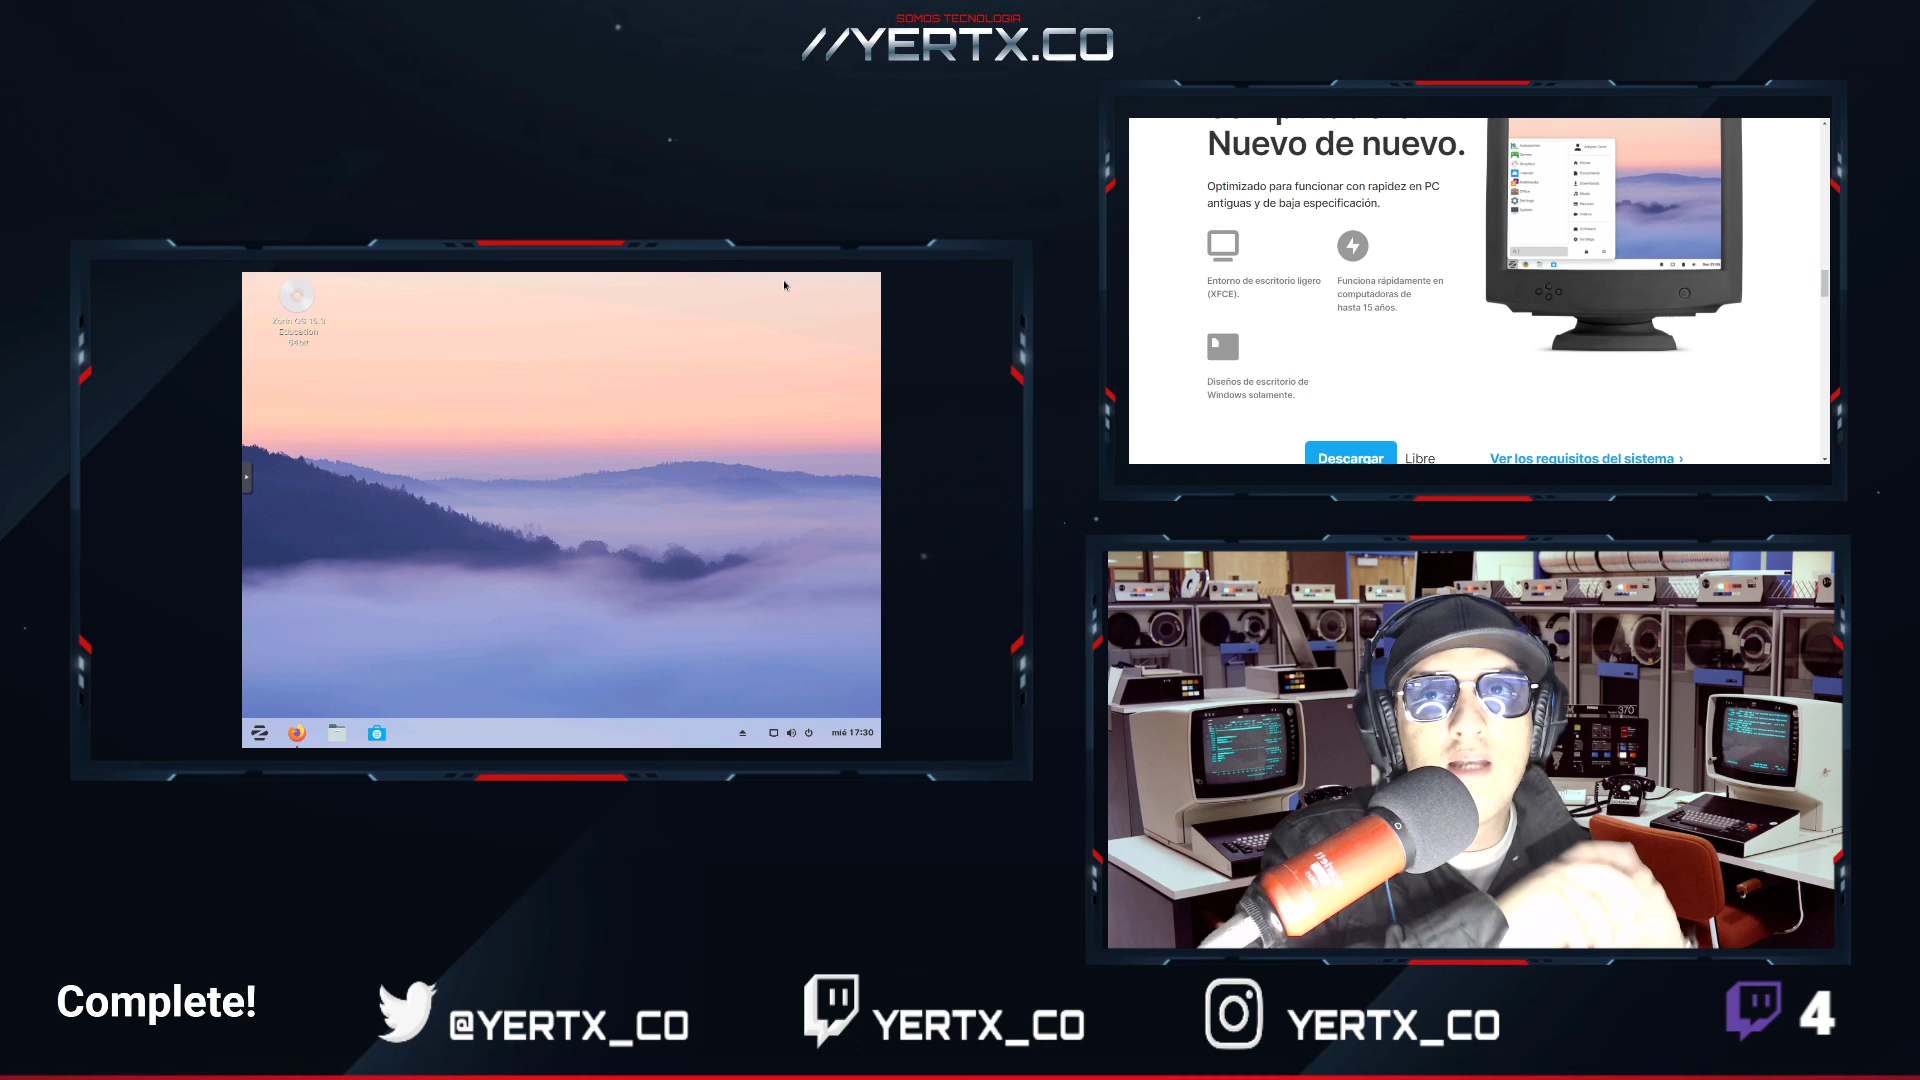 SOMOS TECNOLOGIA
//YERTX.CO
Nuevo de nuevo.
Optimizado para funcionar con rapidez en PC
antiguas y de baja especificación.
Entorno de escritorio ligero
(XFCE).
Funciona rápidamente en
computadoras de
hasta 15 años.
Diseños de escritorio de
Windows solamente.
Descargar
Libre
Ver los requisitos del sistema ›
Zorin OS 15.3
Education
64bit
mié 17:30
370
Complete!
@YERTX_CO
YERTX_CO
YERTX_CO
4